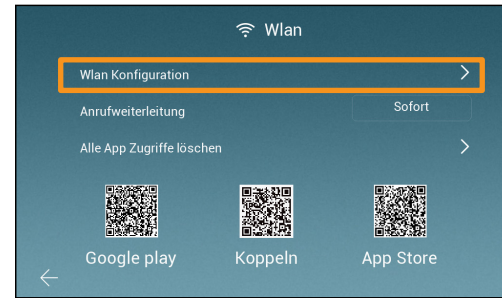 Wlan
Wlan Konfiguration
Anrufweiterleitung
Sofort
Alle App Zugriffe löschen
Google play
Koppeln
App Store